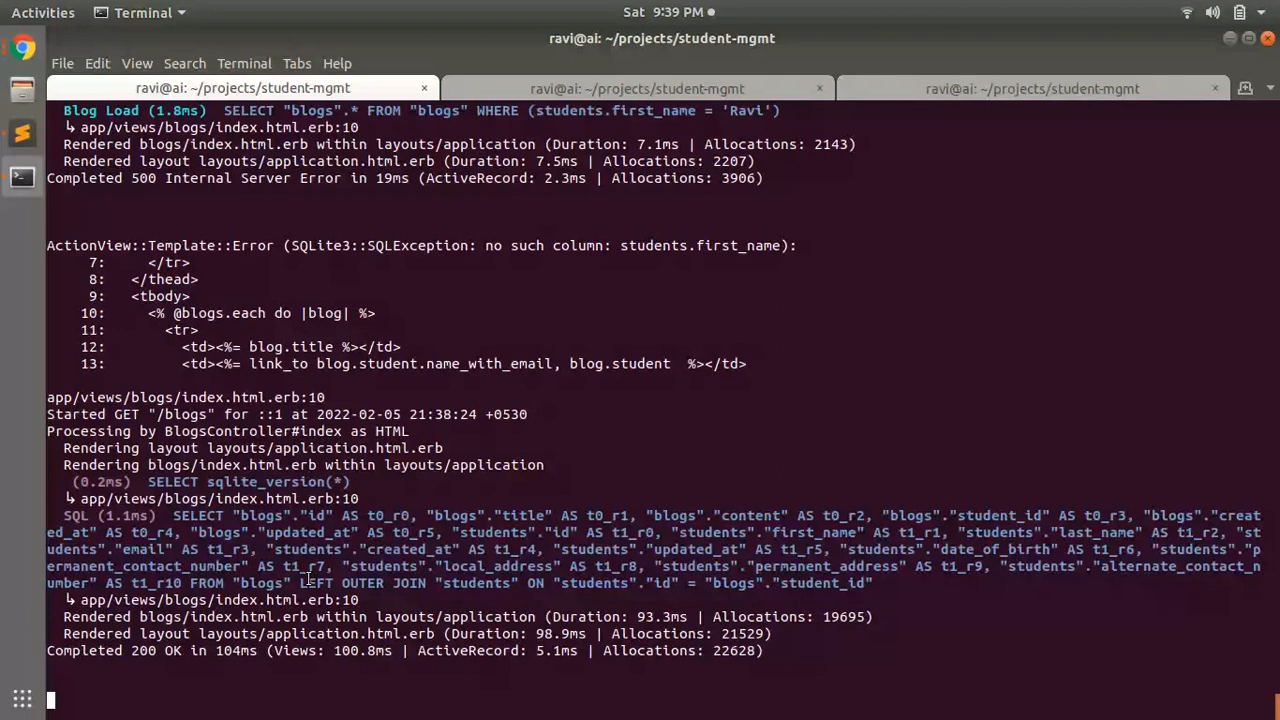 Activities
Terminal
Sat 9:39 PM
ravi@ai: ~/projects/student-mgmt
File Edit View Search Terminal Tabs Help
ravi@ai: ~/projects/student-mgmt × ravi@ai: ~/projects/student-mgmt × ravi@ai: ~/projects/student-mgmt ×
Blog Load (1.8ms)  SELECT "blogs".* FROM "blogs" WHERE (students.first_name = 'Ravi')
↳ app/views/blogs/index.html.erb:10
Rendered blogs/index.html.erb within layouts/application (Duration: 7.1ms | Allocations: 2143)
Rendered layout layouts/application.html.erb (Duration: 7.5ms | Allocations: 2207)
Completed 500 Internal Server Error in 19ms (ActiveRecord: 2.3ms | Allocations: 3906)
ActionView::Template::Error (SQLite3::SQLException: no such column: students.first_name):
7:     </tr>
8:   </thead>
9:   <tbody>
10:     <% @blogs.each do |blog| %>
11:       <tr>
12:         <td><%= blog.title %></td>
13:         <td><%= link_to blog.student.name_with_email, blog.student  %></td>
app/views/blogs/index.html.erb:10
Started GET "/blogs" for ::1 at 2022-02-05 21:38:24 +0530
Processing by BlogsController#index as HTML
Rendering layout layouts/application.html.erb
Rendering blogs/index.html.erb within layouts/application
(0.2ms)  SELECT sqlite_version(*)
↳ app/views/blogs/index.html.erb:10
SQL (1.1ms)  SELECT "blogs"."id" AS t0_r0, "blogs"."title" AS t0_r1, "blogs"."content" AS t0_r2, "blogs"."student_id" AS t0_r3, "blogs"."creat
ed_at" AS t0_r4, "blogs"."updated_at" AS t0_r5, "students"."id" AS t1_r0, "students"."first_name" AS t1_r1, "students"."last_name" AS t1_r2, "st
udents"."email" AS t1_r3, "students"."created_at" AS t1_r4, "students"."updated_at" AS t1_r5, "students"."date_of_birth" AS t1_r6, "students"."p
ermanent_contact_number" AS t1_r7, "students"."local_address" AS t1_r8, "students"."permanent_address" AS t1_r9, "students"."alternate_contact_n
umber" AS t1_r10 FROM "blogs" LEFT OUTER JOIN "students" ON "students"."id" = "blogs"."student_id"
↳ app/views/blogs/index.html.erb:10
Rendered blogs/index.html.erb within layouts/application (Duration: 93.3ms | Allocations: 19695)
Rendered layout layouts/application.html.erb (Duration: 98.9ms | Allocations: 21529)
Completed 200 OK in 104ms (Views: 100.8ms | ActiveRecord: 5.1ms | Allocations: 22628)